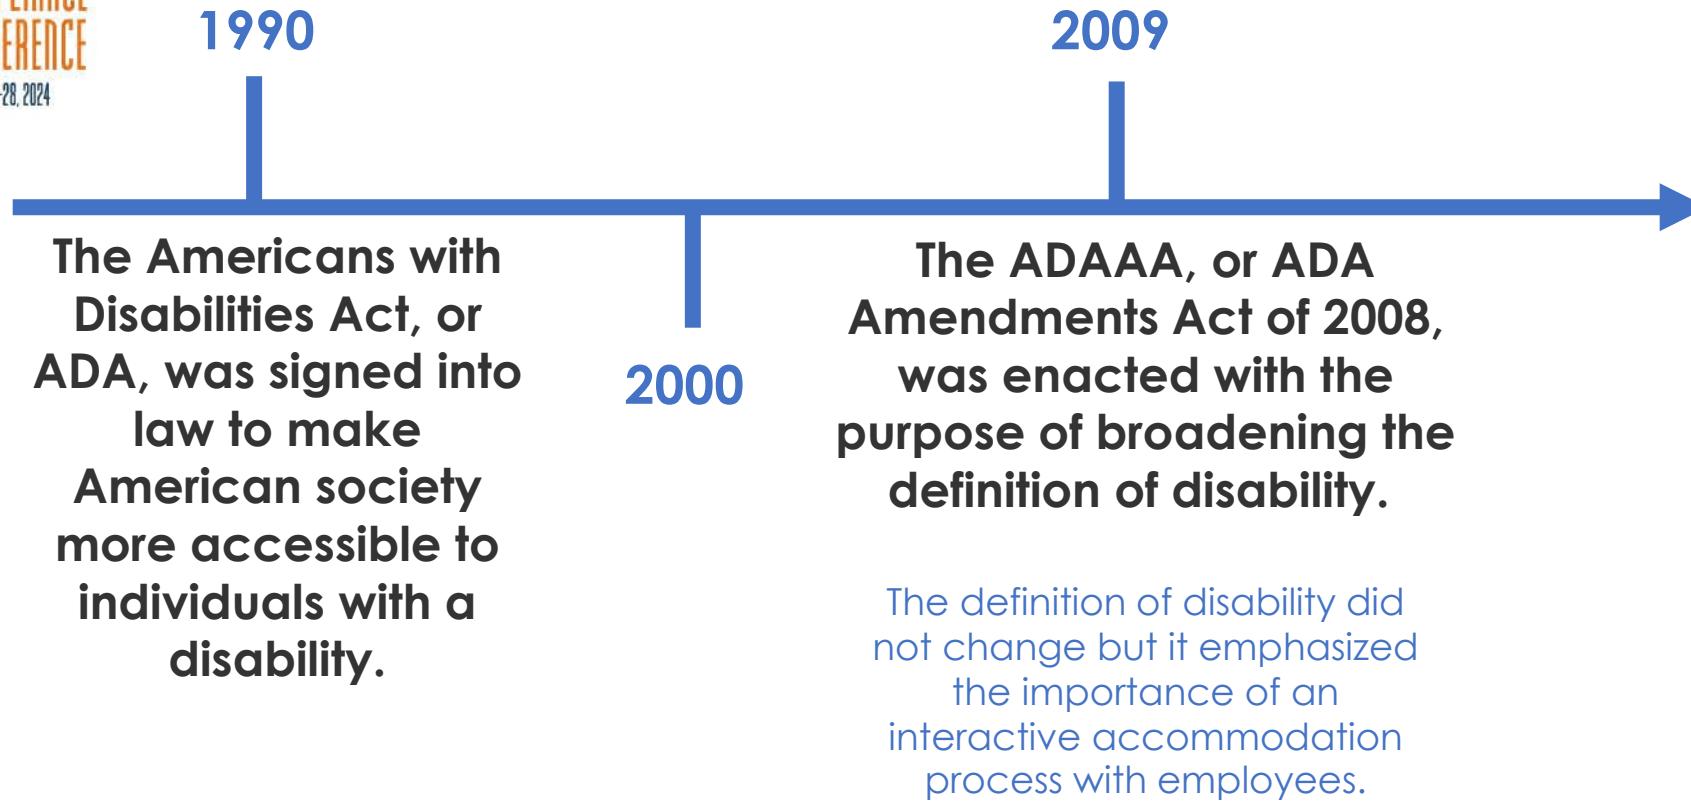 1990
2009
28, 2024
The Americans with
Disabilities Act, or
ADA, was signed into
law to make
American society
more accessible to
individuals with a
disability.
2000
The ADAAA, or ADA
Amendments Act of 2008,
was enacted with the
purpose of broadening the
definition of disability.
The definition of disability did
not change but it emphasized
the importance of an
interactive accommodation
process with employees.